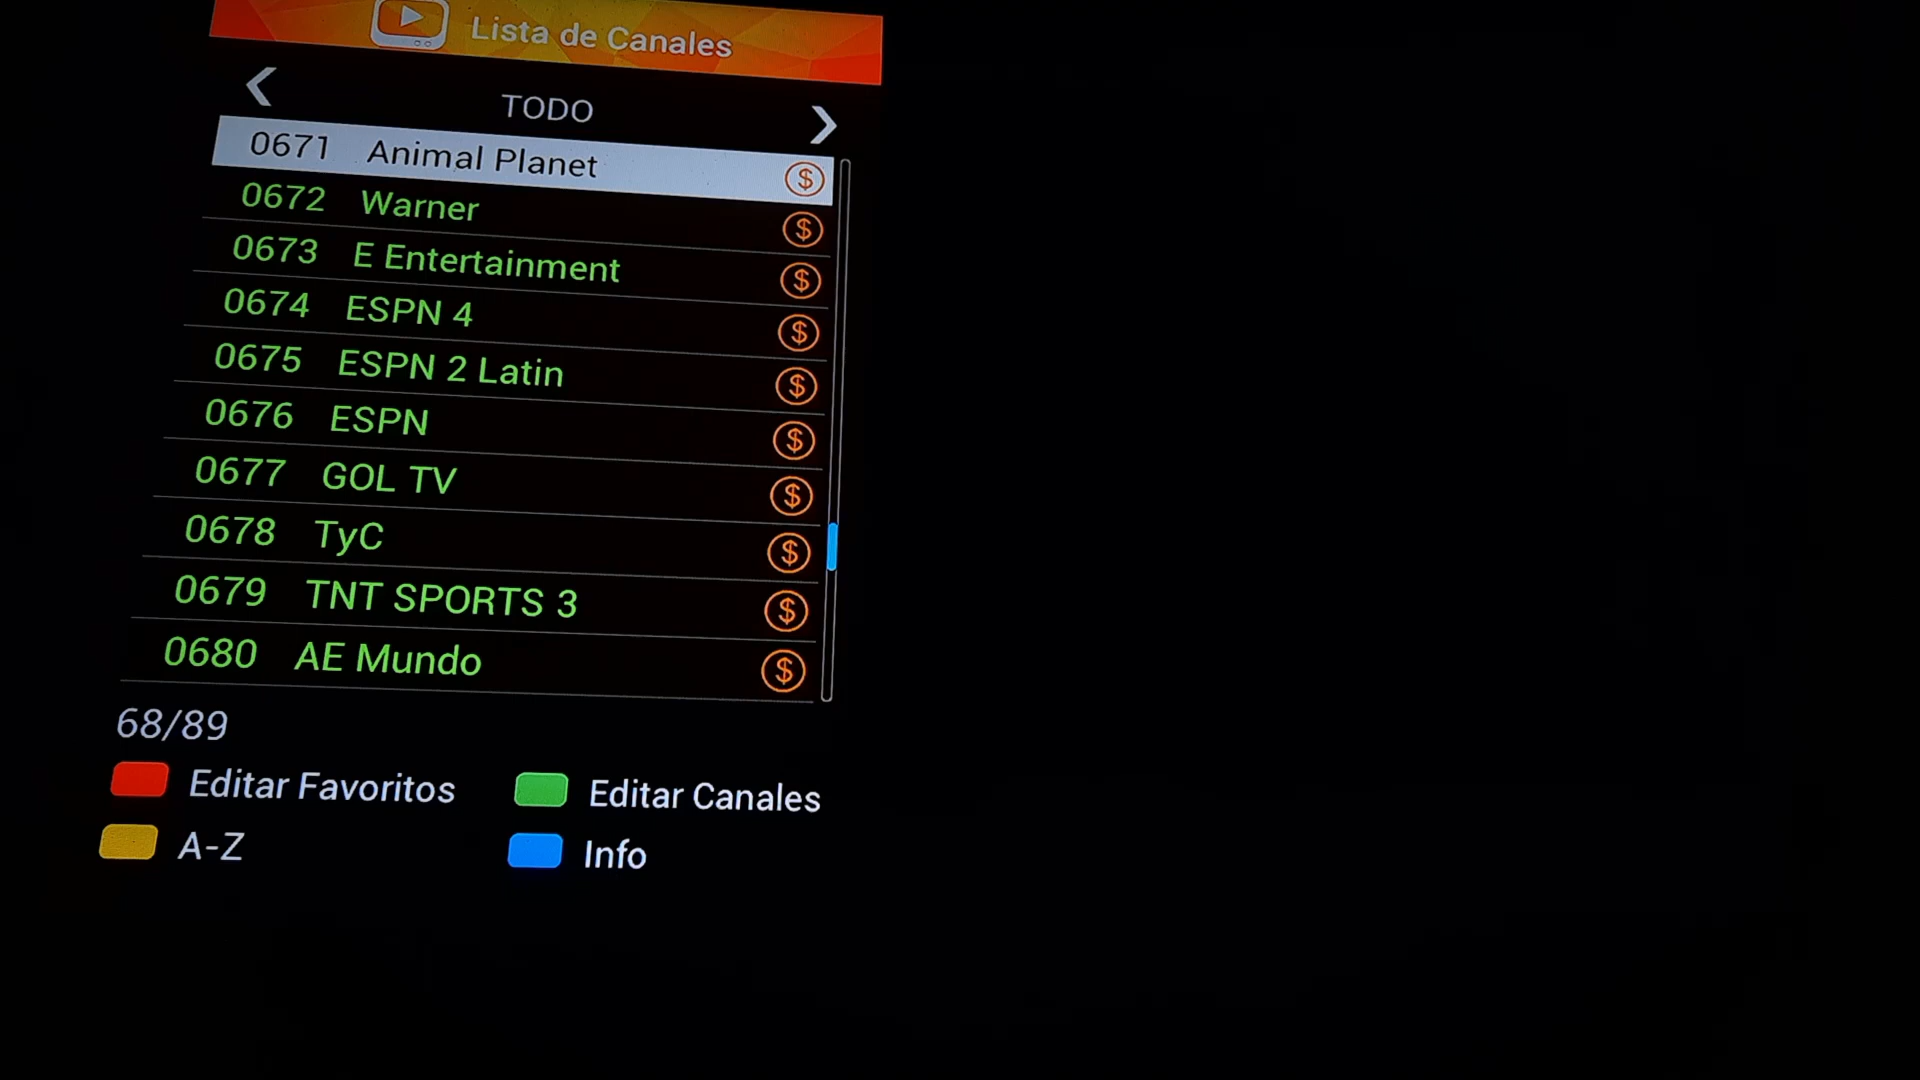 Lista de Canales
TODO
0671 Animal Planet $
0672 Warner $
0673 E Entertainment $
0674 ESPN 4 $
0675 ESPN 2 Latin $
0676 ESPN $
0677 GOL TV $
0678 TyC $
0679 TNT SPORTS 3 $
0680 AE Mundo $
68/89
Editar Favoritos Editar Canales
A-Z Info